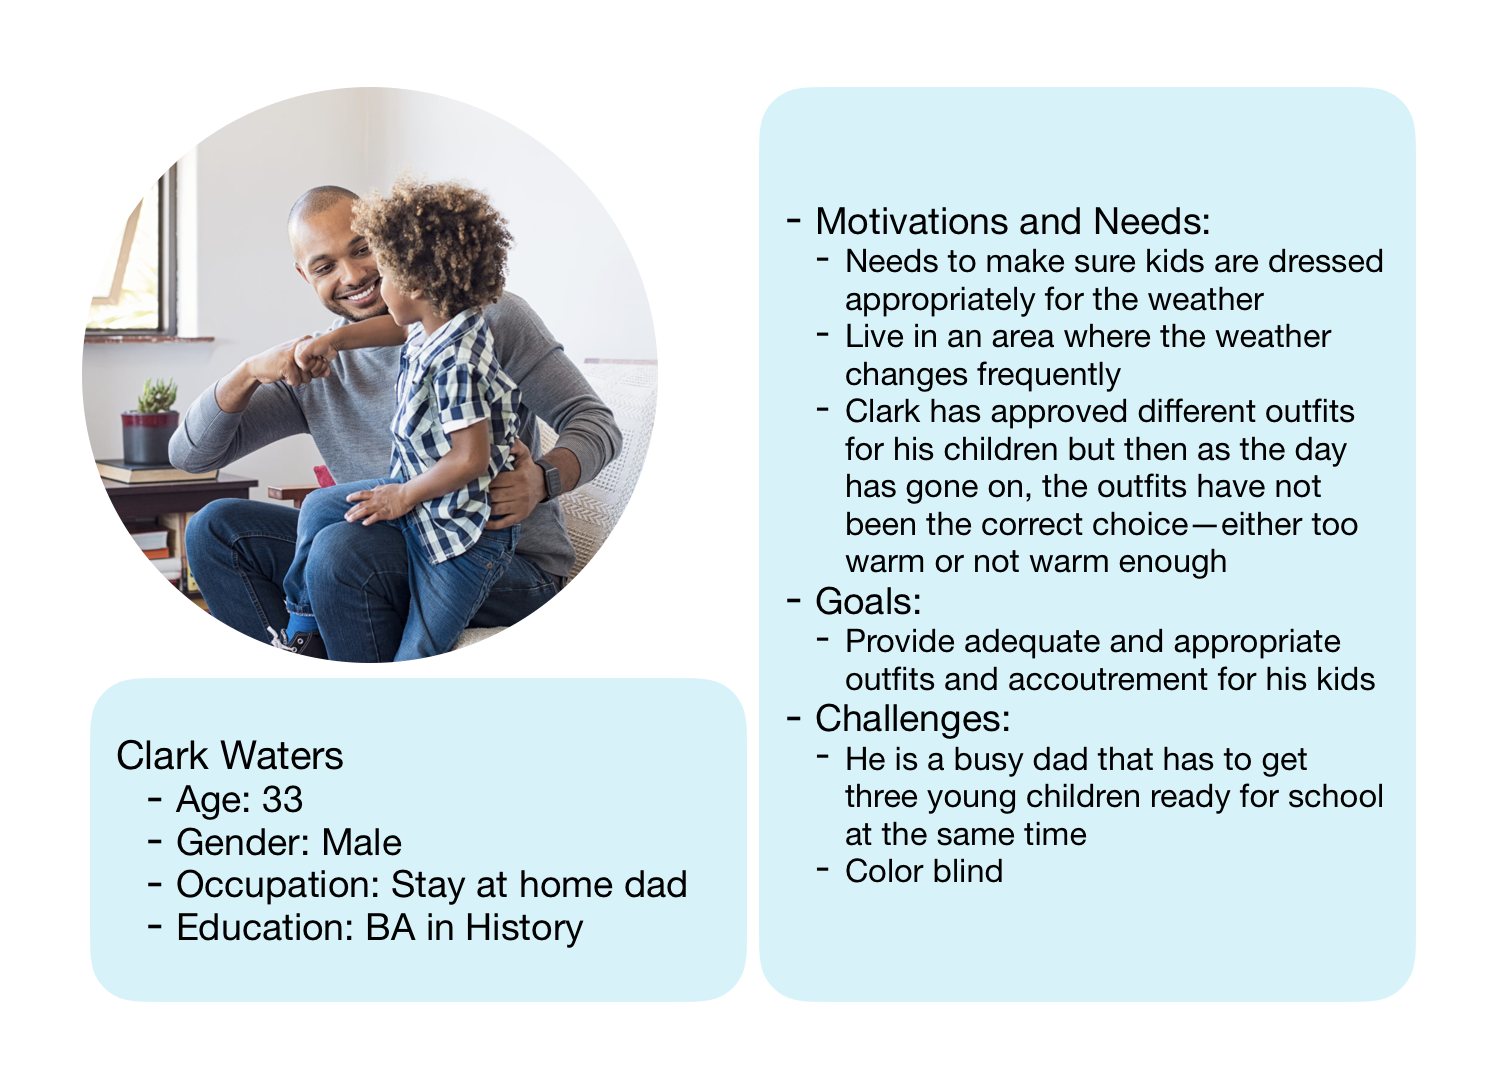 Clark Waters
- Age: 33
- Gender: Male
- Occupation: Stay at home dad
- Education: BA in History
- Motivations and Needs:
- Needs to make sure kids are dressed
appropriately for the weather
- Live in an area where the weather
changes frequently
- Clark has approved different outfits
for his children but then as the day
has gone on, the outfits have not
been the correct choice—either too
warm or not warm enough
- Goals:
- Provide adequate and appropriate
outfits and accoutrement for his kids
- Challenges:
- He is a busy dad that has to get
three young children ready for school
at the same time
- Color blind